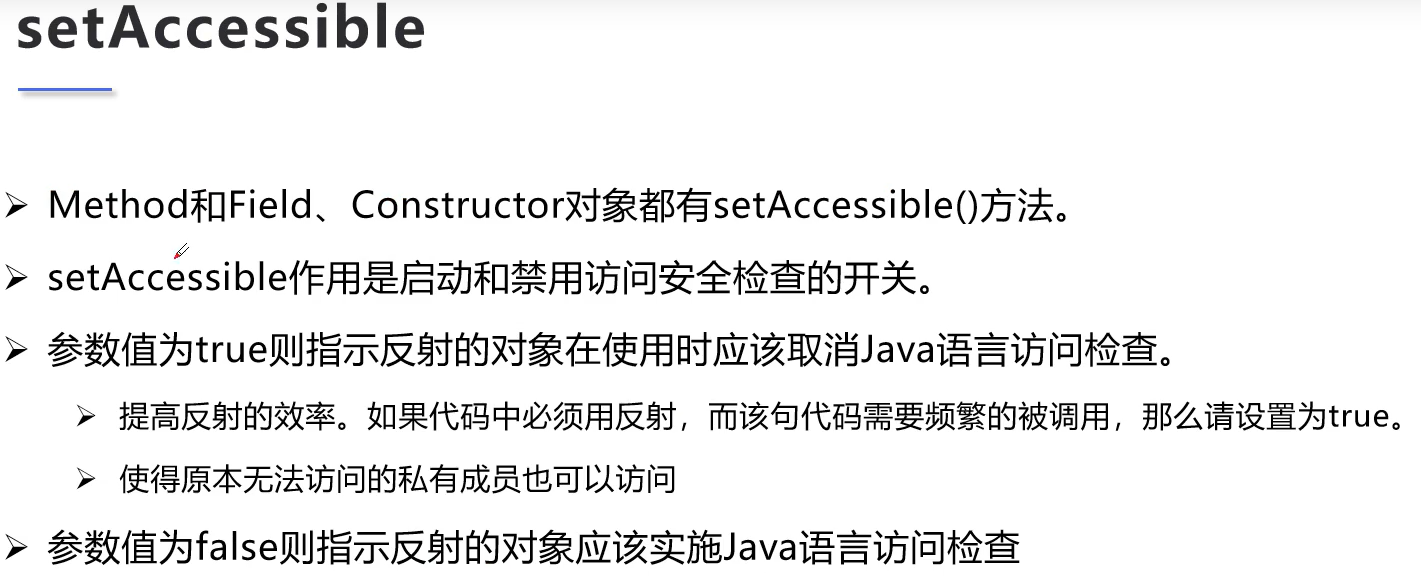 setAccessible
Method和Field、Constructor对象都有setAccessible()方法。
setAccessible作用是启动和禁用访问安全检查的开关。
参数值为true则指示反射的对象在使用时应该取消Java语言访问检查。
提高反射的效率。如果代码中必须用反射，而该句代码需要频繁的被调用，那么请设置为true。
使得原本无法访问的私有成员也可以访问
参数值为false则指示反射的对象应该实施Java语言访问检查